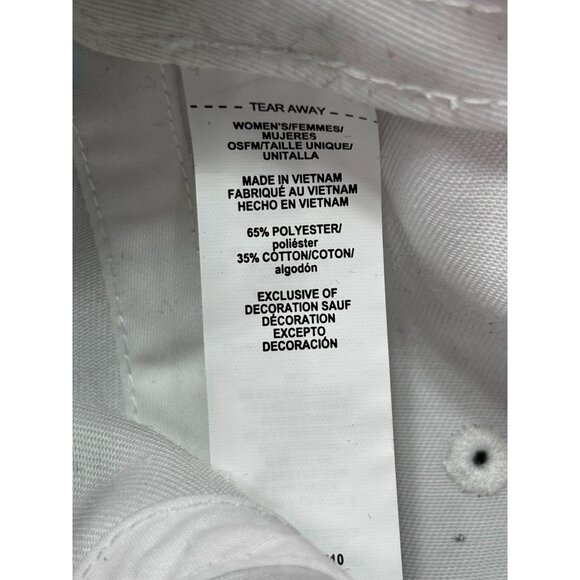 TEAR AWAY
WOMEN'S/FEMMES/
MUJERES
OSFM/TAILLE UNIQUE/
UNITALLA
MADE IN VIETNAM
FABRIQUÉ AU VIETNAM
HECHO EN VIETNAM
65% POLYESTER/
poliéster
35% COTTON/COTON/
algodón
EXCLUSIVE OF
DECORATION SAUF
DÉCORATION
EXCEPTO
DECORACIÓN